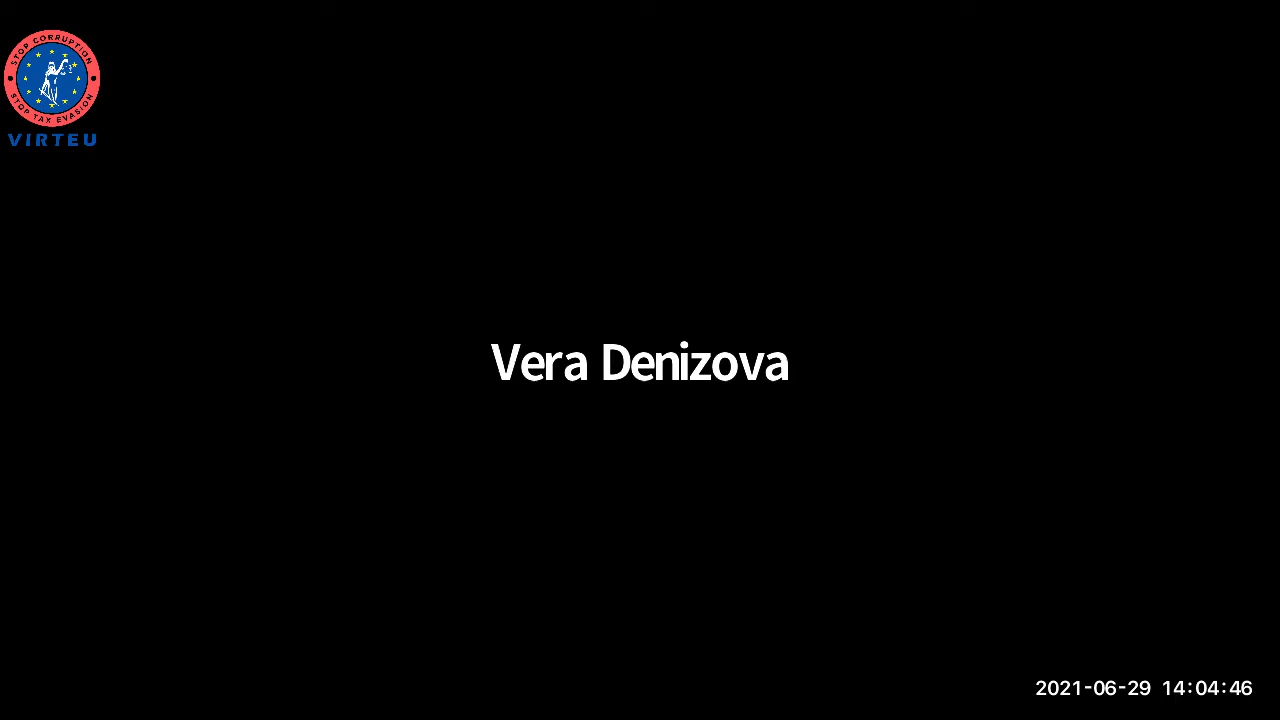 STOP CORRUPTION
STOP TAX EVASION
VIRTEU
Vera Denizova
2021-06-29 14:04:46